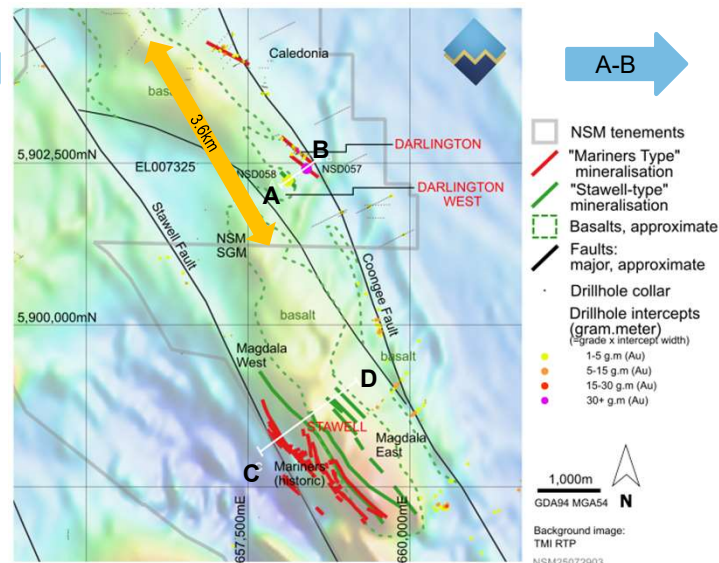 Caledonia
A-B
basalt
3.6km
DARLINGTON
B
5,902,500mN
EL007325
NSD058
NSD057
A
DARLINGTON
WEST
Stawell Fault
NSM
SGM
Coongee Fault
5,900,000mN
basalt
basalt
Magdala
West
D
STAWELL
Magdala
East
C
Mariners
(historic)
657,500mE
660,000mE
NSM tenements
"Mariners Type"
mineralisation
"Stawell-type"
mineralisation
Basalts, approximate
Faults:
major, approximate
Drillhole collar
Drillhole intercepts
(gram.meter)
(=grade x intercept width)
1-5 g.m (Au)
5-15 g.m (Au)
15-30 g.m (Au)
30+ g.m (Au)
1,000m
GDA94 MGA54
N
Background image:
TMI RTP
NSM25072903